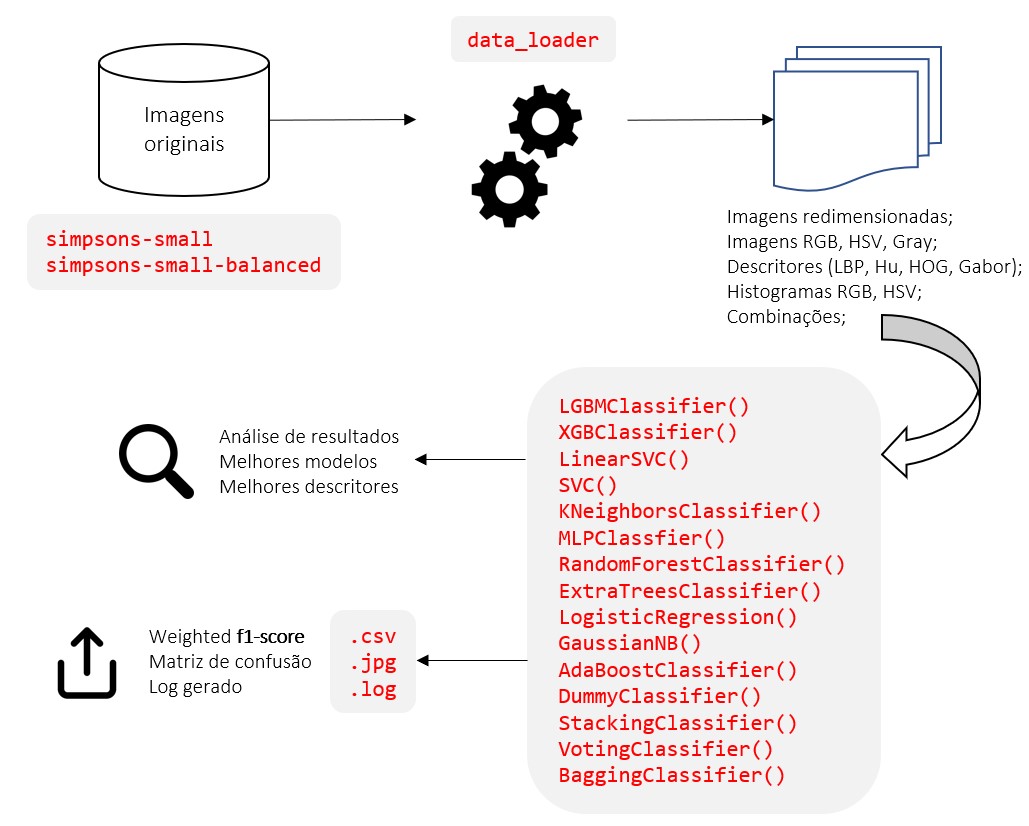 data_loader
Imagens
originais
simpsons-small
simpsons-small-balanced
Imagens redimensionadas;
Imagens RGB, HSV, Gray;
Descritores (LBP, Hu, HOG, Gabor);
Histogramas RGB, HSV;
Combinações;
LGBMClassifier()
XGBClassifier()
LinearSVC()
SVC()
KNeighborsClassifier()
MLPClassfier()
RandomForestClassifier()
ExtraTreesClassifier()
LogisticRegression()
GaussianNB()
AdaBoostClassifier()
DummyClassifier()
StackingClassifier()
VotingClassifier()
BaggingClassifier()
Análise de resultados
Melhores modelos
Melhores descritores
Weighted f1-score
Matriz de confusão
Log gerado
.csv
.jpg
.log